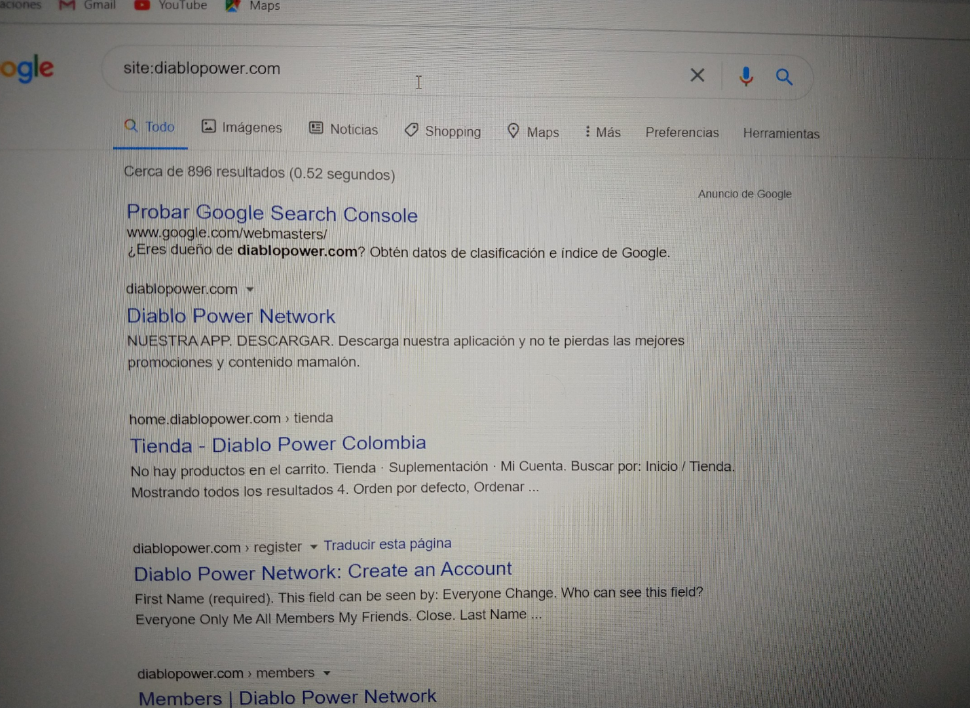 aciones Gmail YouTube Maps
ogle site:diablopower.com
Todo Imágenes Noticias Shopping Maps Más Preferencias Herramientas
Cerca de 896 resultados (0.52 segundos)
Anuncio de Google
Probar Google Search Console
www.google.com/webmasters/
¿Eres dueño de diablopower.com? Obtén datos de clasificación e índice de Google.
diablopower.com
Diablo Power Network
NUESTRA APP. DESCARGAR. Descarga nuestra aplicación y no te pierdas las mejores
promociones y contenido mamalón.
home.diablopower.com › tienda
Tienda - Diablo Power Colombia
No hay productos en el carrito. Tienda · Suplementación · Mi Cuenta. Buscar por: Inicio / Tienda.
Mostrando todos los resultados 4. Orden por defecto, Ordenar ...
diablopower.com › register Traducir esta página
Diablo Power Network: Create an Account
First Name (required). This field can be seen by: Everyone Change. Who can see this field?
Everyone Only Me All Members My Friends. Close. Last Name ...
diablopower.com › members
Members | Diablo Power Network